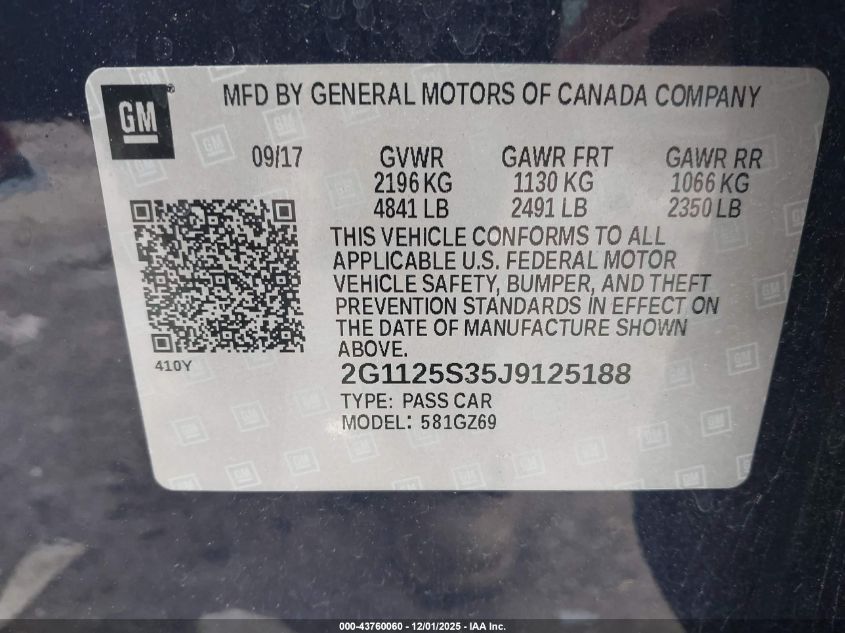 GM
MFD BY GENERAL MOTORS OF CANADA COMPANY
09/17 GVWR GAWR FRT GAWR RR
2196 KG 1130 KG 1066 KG
4841 LB 2491 LB 2350 LB
THIS VEHICLE CONFORMS TO ALL
APPLICABLE U.S. FEDERAL MOTOR
VEHICLE SAFETY, BUMPER, AND THEFT
PREVENTION STANDARDS IN EFFECT ON
THE DATE OF MANUFACTURE SHOWN
ABOVE.
410Y
2G1125S35J9125188
TYPE: PASS CAR
MODEL: 581GZ69
000-43760060 - 12/01/2025 - IAA Inc.